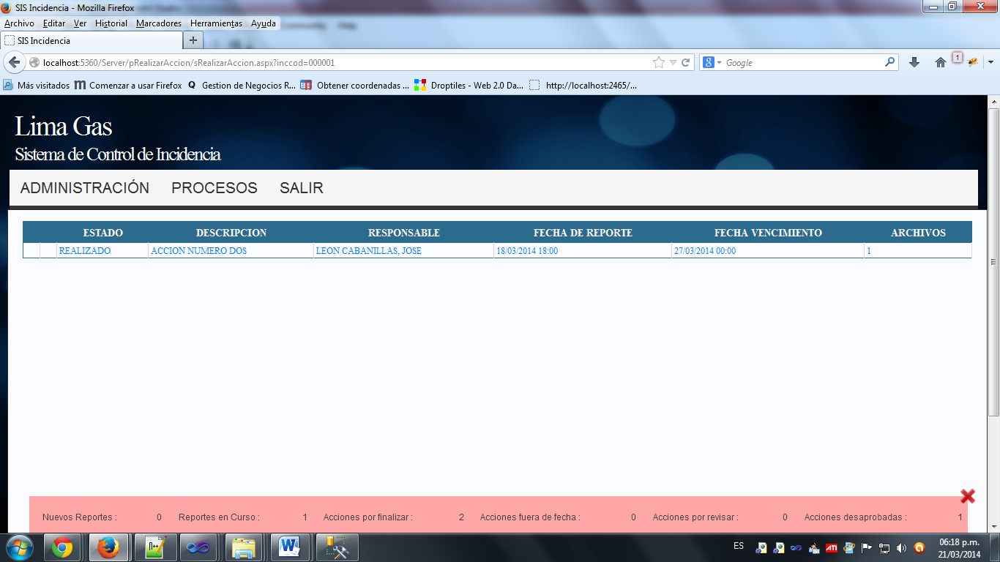 SIS Incidencia - Mozilla Firefox
Archivo Editar Ver Historial Marcadores Herramientas Ayuda
SIS Incidencia
localhost:5360/Server/pRealizarAccion/sRealizarAccion.aspx?inccod=000001
Google
1
Más visitados Comenzar a usar Firefox Gestion de Negocios R... Obtener coordenadas ... Droptiles - Web 2.0 Da... http://localhost:2465/...
Lima Gas
Sistema de Control de Incidencia
ADMINISTRACIÓN PROCESOS SALIR
ESTADO DESCRIPCION RESPONSABLE FECHA DE REPORTE FECHA VENCIMIENTO ARCHIVOS
REALIZADO ACCION NUMERO DOS LEON CABANILLAS, JOSE 18/03/2014 18:00 27/03/2014 00:00 1
Nuevos Reportes : 0 Reportes en Curso : 1 Acciones por finalizar : 2 Acciones fuera de fecha : 0 Acciones por revisar : 0 Acciones desaprobadas : 1
ES
06:18 p.m.
21/03/2014